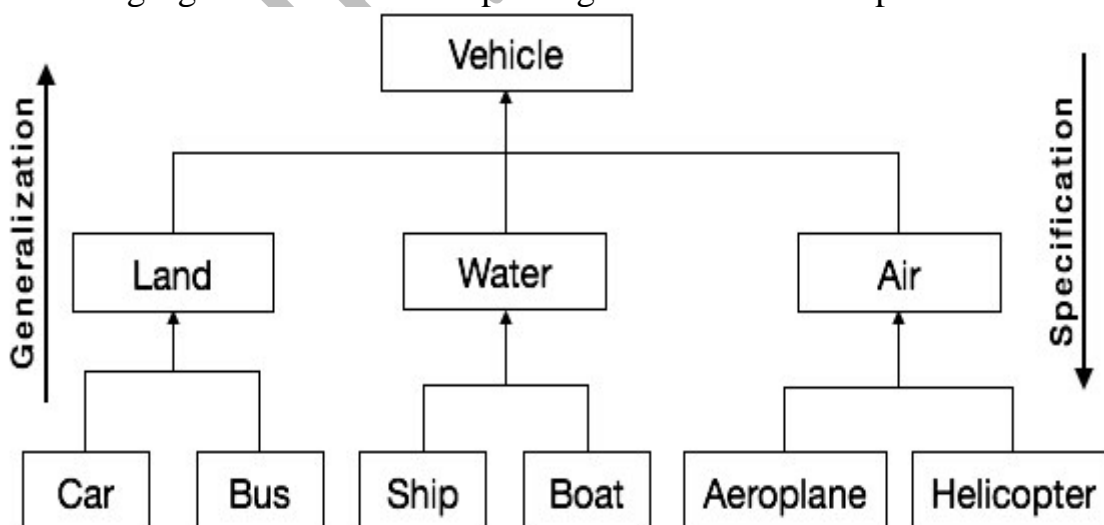 Vehicle
Generalization
Specification
Land
Water
Air
Car
Bus
Ship
Boat
Aeroplane
Helicopter